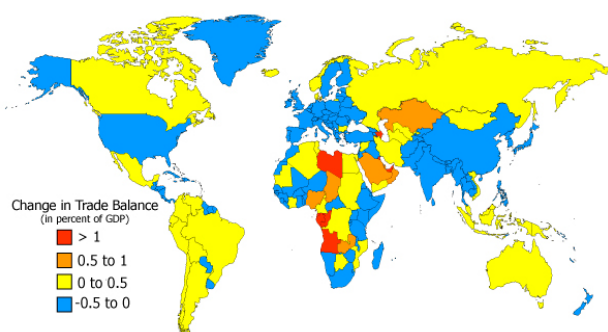 Change in Trade Balance
(in percent of GDP)
> 1
0.5 to 1
0 to 0.5
-0.5 to 0